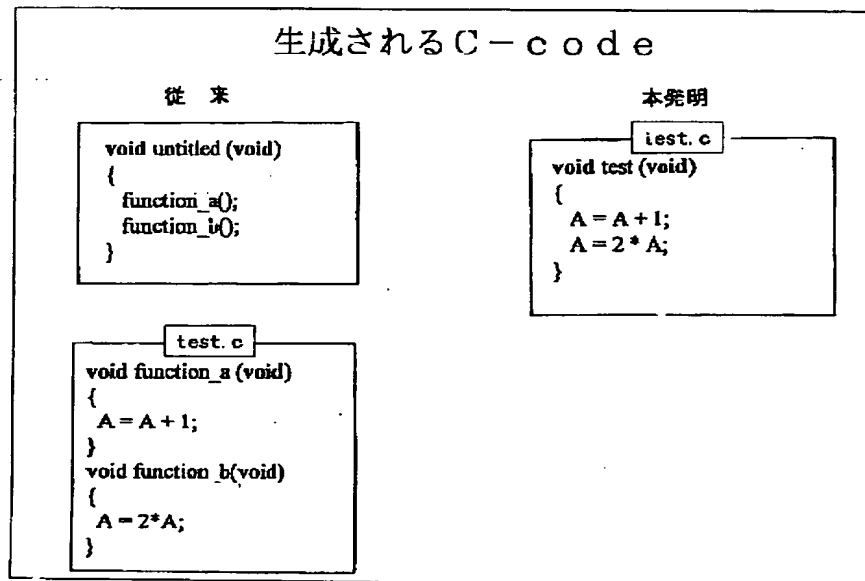 生成されるC－ｃｏｄｅ
従 来
void untitled (void)
{
function_a();
function_b();
}
test. c
void function_a (void)
{
A = A + 1;
}
void function_b(void)
{
A = 2*A;
}
本発明
test. c
void test (void)
{
A = A + 1;
A = 2 * A;
}